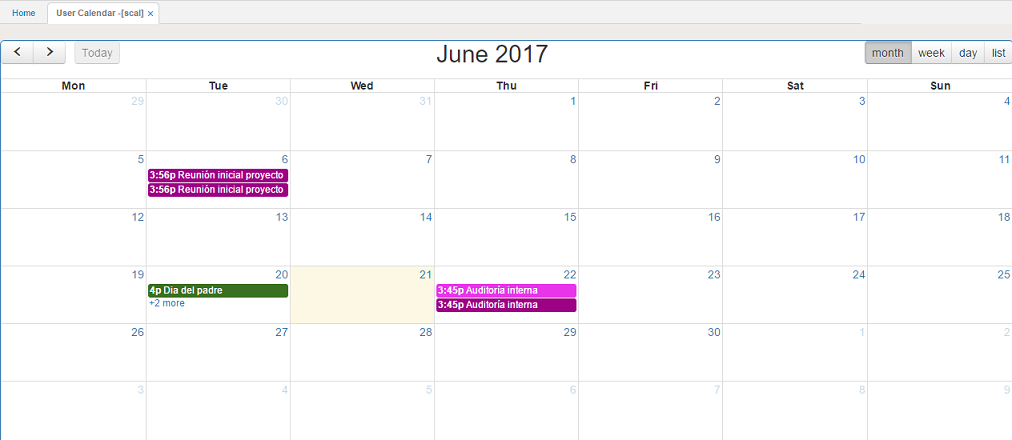 Home
User Calendar -[scal] ×
< > Today
June 2017
month week day list
Mon Tue Wed Thu Fri Sat Sun
29 30 31 1 2 3 4
5 6 7 8 9 10 11
3:56p Reunión inicial proyecto
3:56p Reunión inicial proyecto
12 13 14 15 16 17 18
19 20 21 22 23 24 25
4p Dia del padre
+2 more
3:45p Auditoría interna
3:45p Auditoría interna
26 27 28 29 30 1 2
3 4 5 6 7 8 9